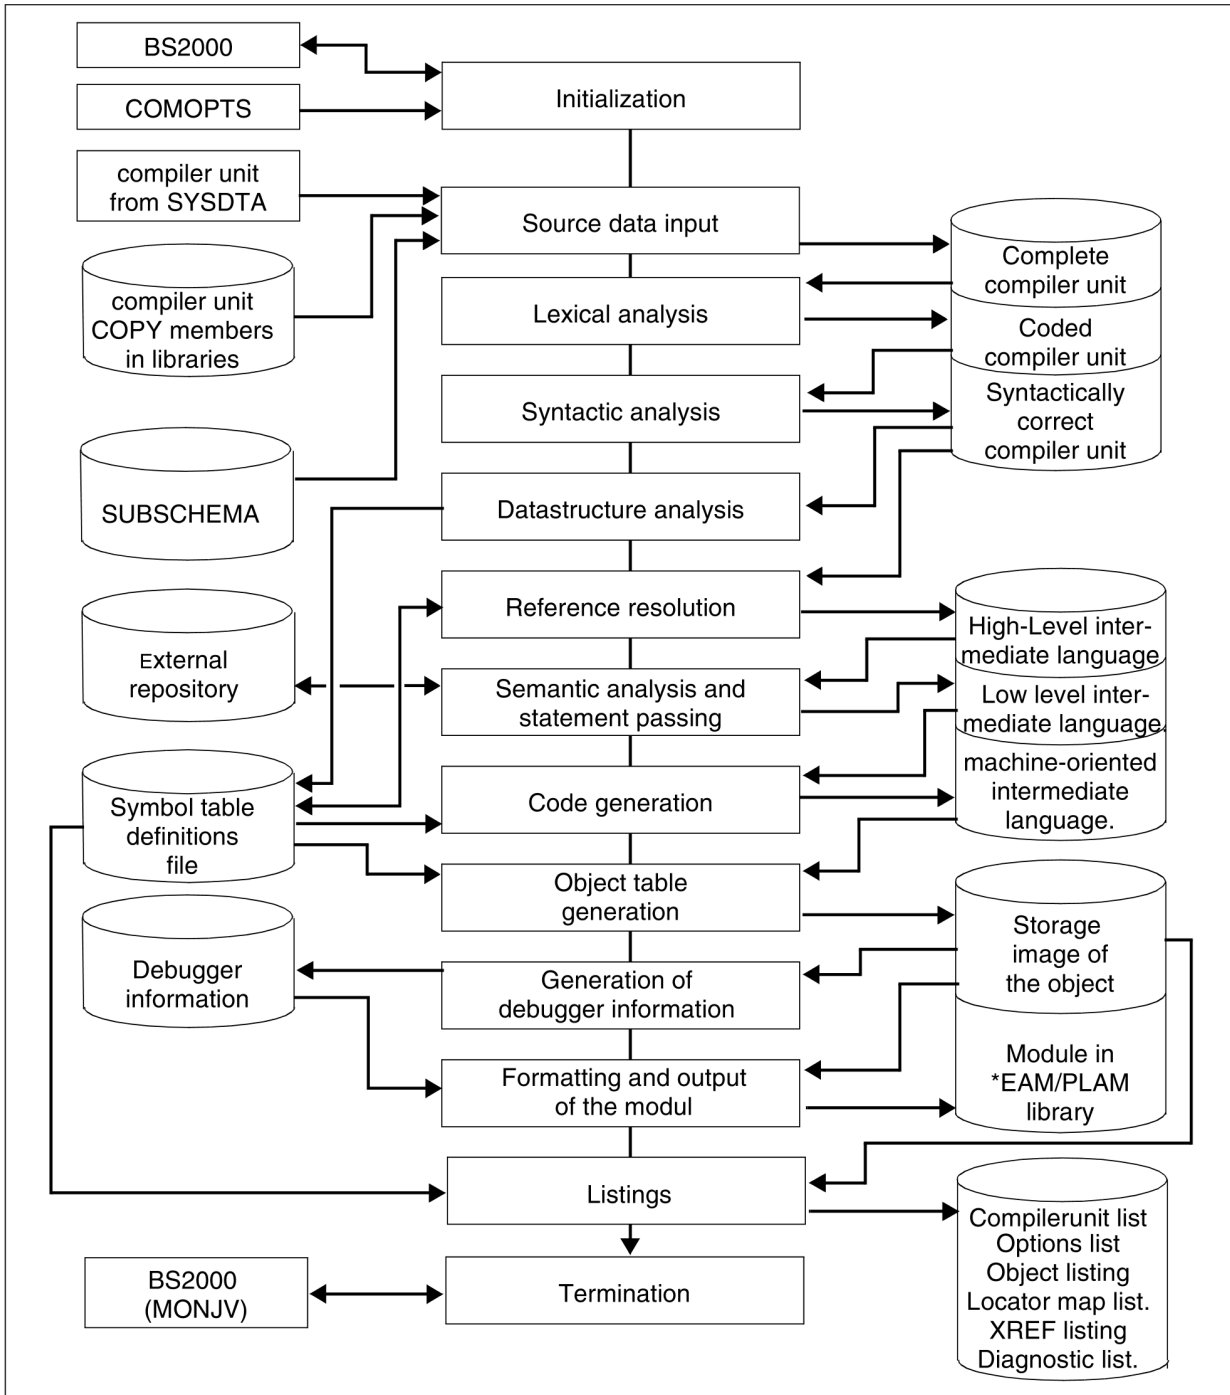 BS2000
Initialization
COMOPTS
compiler unit
from SYSDTA
Source data input
Complete
compiler unit
compiler unit
COPY members
in libraries
Lexical analysis
Coded
compiler unit
Syntactic analysis
Syntactically
correct
compiler unit
SUBSCHEMA
Datastructure analysis
Reference resolution
High-Level inter-
mediate language
External
repository
Semantic analysis and
statement passing
Low level inter-
mediate language.
Symbol table
definitions
file
Code generation
machine-oriented
intermediate
language.
Object table
generation
Storage
image of
the object
Debugger
information
Generation of
debugger information
Formatting and output
of the modul
Module in
*EAM/PLAM
library
Listings
Compilerunit list
Options list
Object listing
Locator map list.
XREF listing
Diagnostic list.
BS2000
(MONJV)
Termination